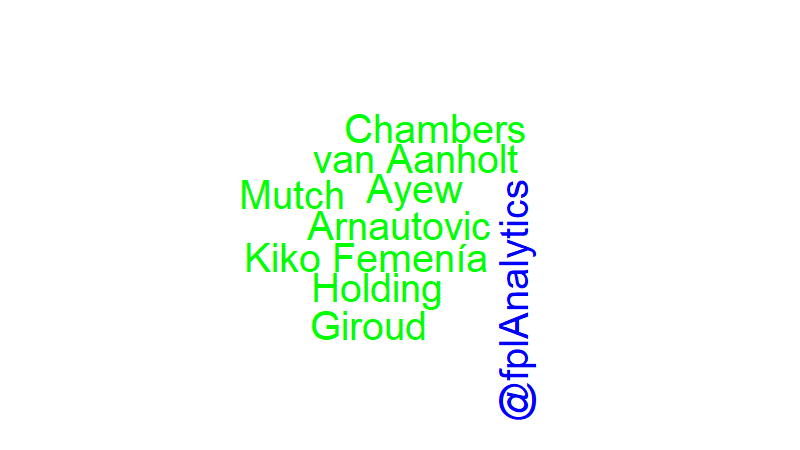 Chambers
van Aanholt
Mutch
Ayew
Arnautovic
Kiko Femenía
Holding
Giroud
@fplAnalytics